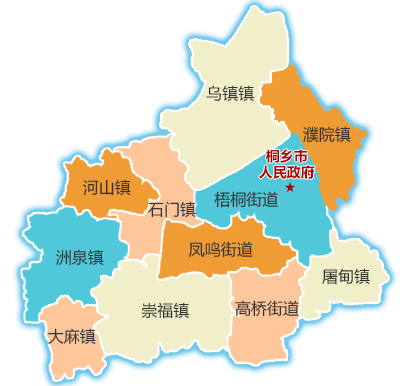 乌镇镇
濮院镇
桐乡市
人民政府
河山镇
梧桐街道
石门镇
凤鸣街道
洲泉镇
屠甸镇
崇福镇
高桥街道
大麻镇